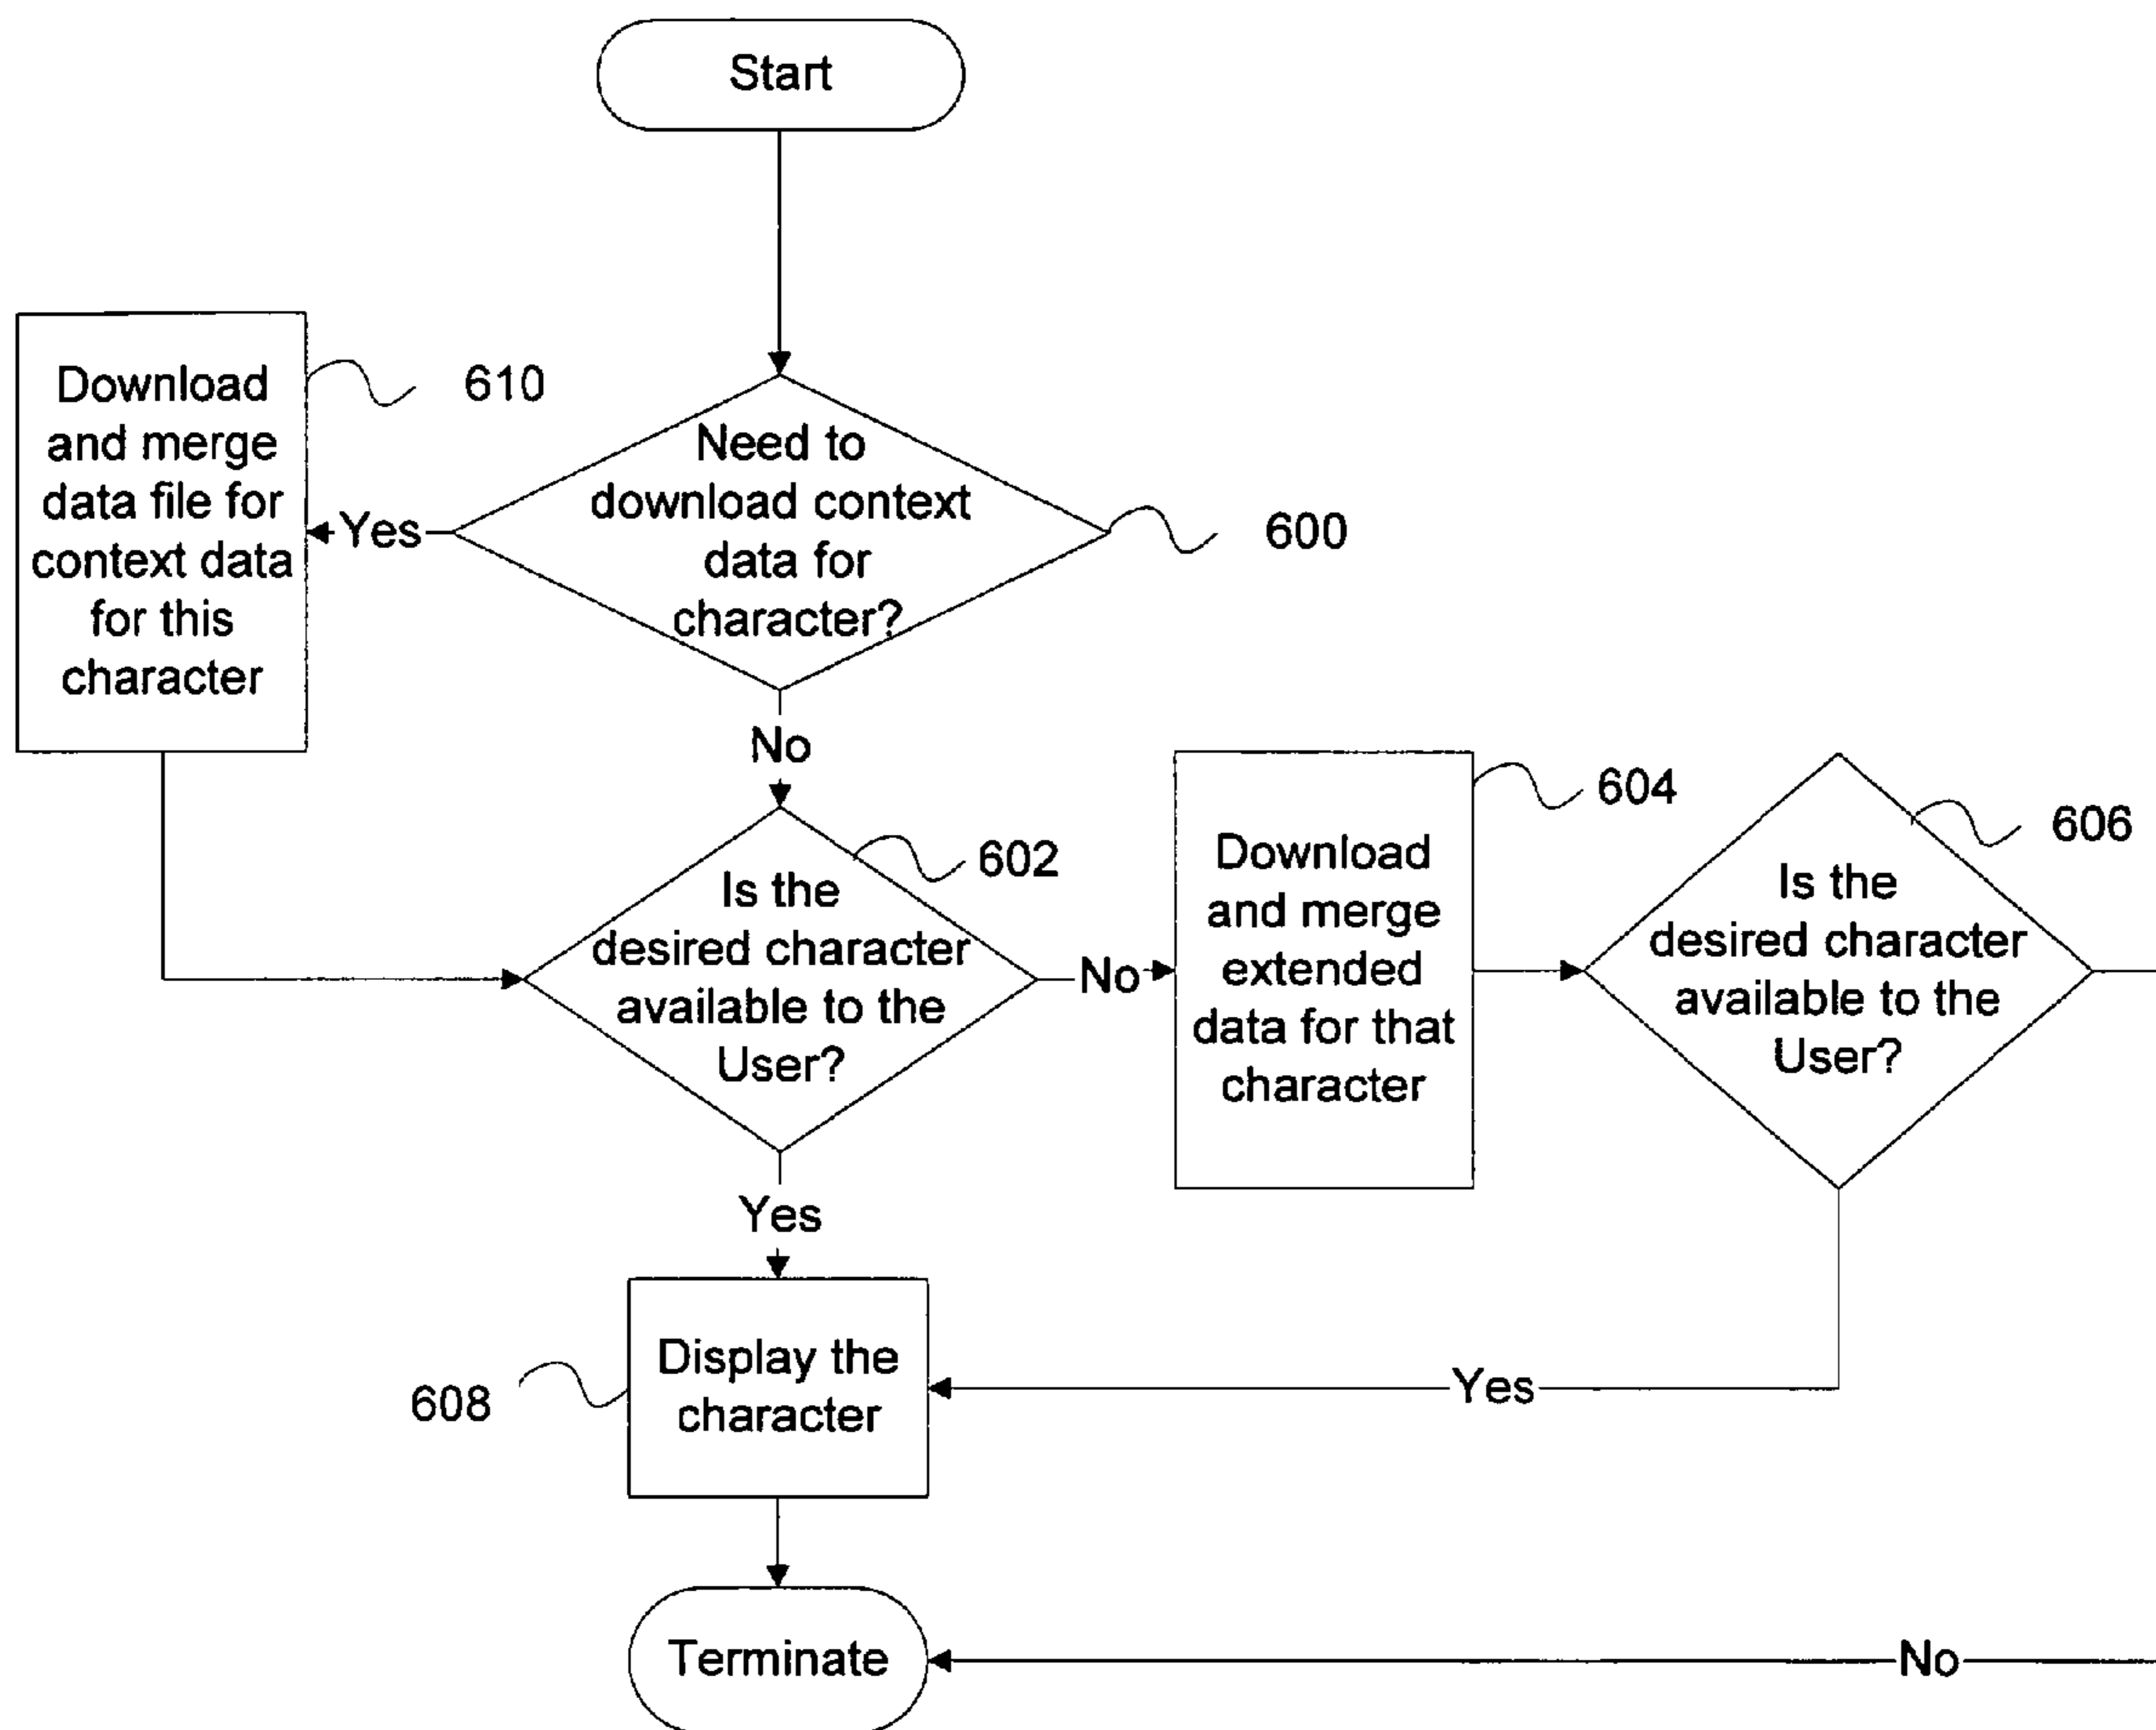 Start
Download
and merge
data file for
context data
for this
character
610
Yes
Need to
download context
data for
character?
600
No
Is the
desired character
available to the
User?
602
No
Download
and merge
extended
data for that
character
604
Is the
desired character
available to the
User?
606
Yes
Display the
character
608
Yes
Terminate
No